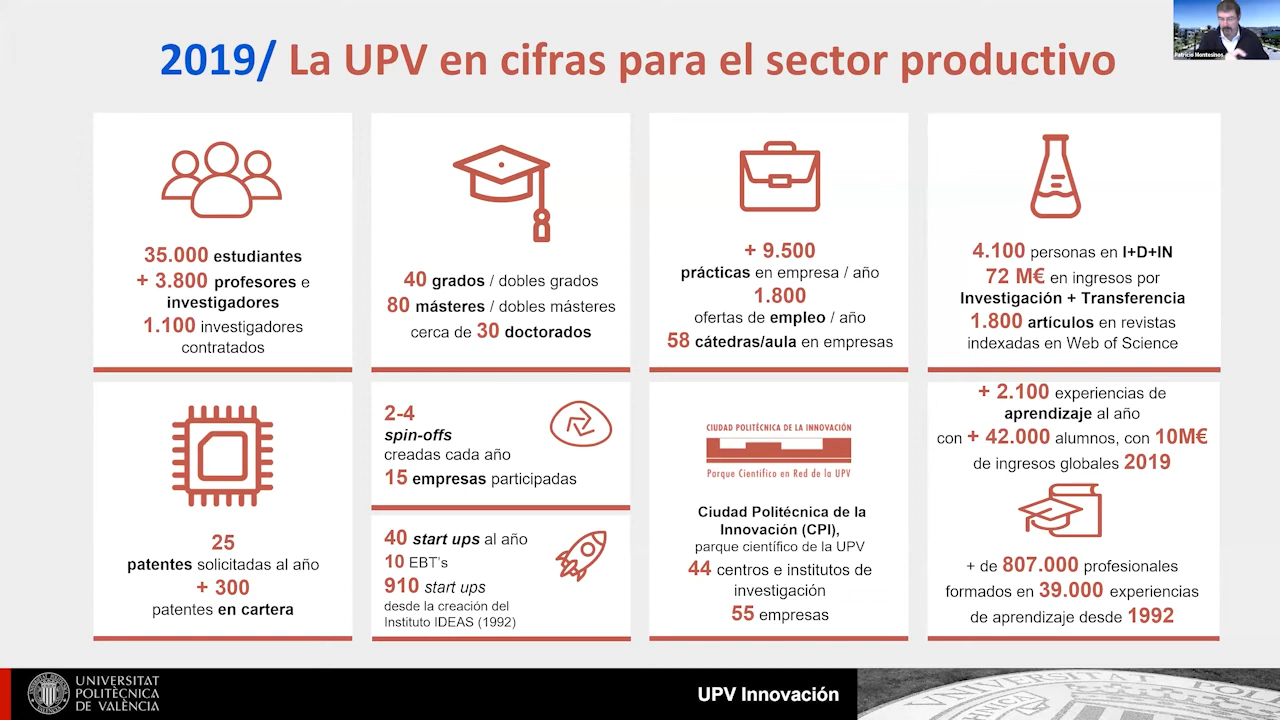 2019/ La UPV en cifras para el sector productivo
Patricio Montesinos
35.000 estudiantes
+ 3.800 profesores e
investigadores
1.100 investigadores
contratados
40 grados / dobles grados
80 másteres / dobles másteres
cerca de 30 doctorados
+ 9.500
prácticas en empresa / año
1.800
ofertas de empleo / año
58 cátedras/aula en empresas
4.100 personas en I+D+IN
72 M€ en ingresos por
Investigación + Transferencia
1.800 artículos en revistas
indexadas en Web of Science
25
patentes solicitadas al año
+ 300
patentes en cartera
2-4
spin-offs
creadas cada año
15 empresas participadas
40 start ups al año
10 EBT’s
910 start ups
desde la creación del
Instituto IDEAS (1992)
CIUDAD POLITÉCNICA DE LA INNOVACIÓN
Parque Científico en Red de la UPV
Ciudad Politécnica de la
Innovación (CPI),
parque científico de la UPV
44 centros e institutos de
investigación
55 empresas
+ 2.100 experiencias de
aprendizaje al año
con + 42.000 alumnos, con 10M€
de ingresos globales 2019
+ de 807.000 profesionales
formados en 39.000 experiencias
de aprendizaje desde 1992
UNIVERSITAT
POLITÈCNICA
DE VALÈNCIA
UPV Innovación